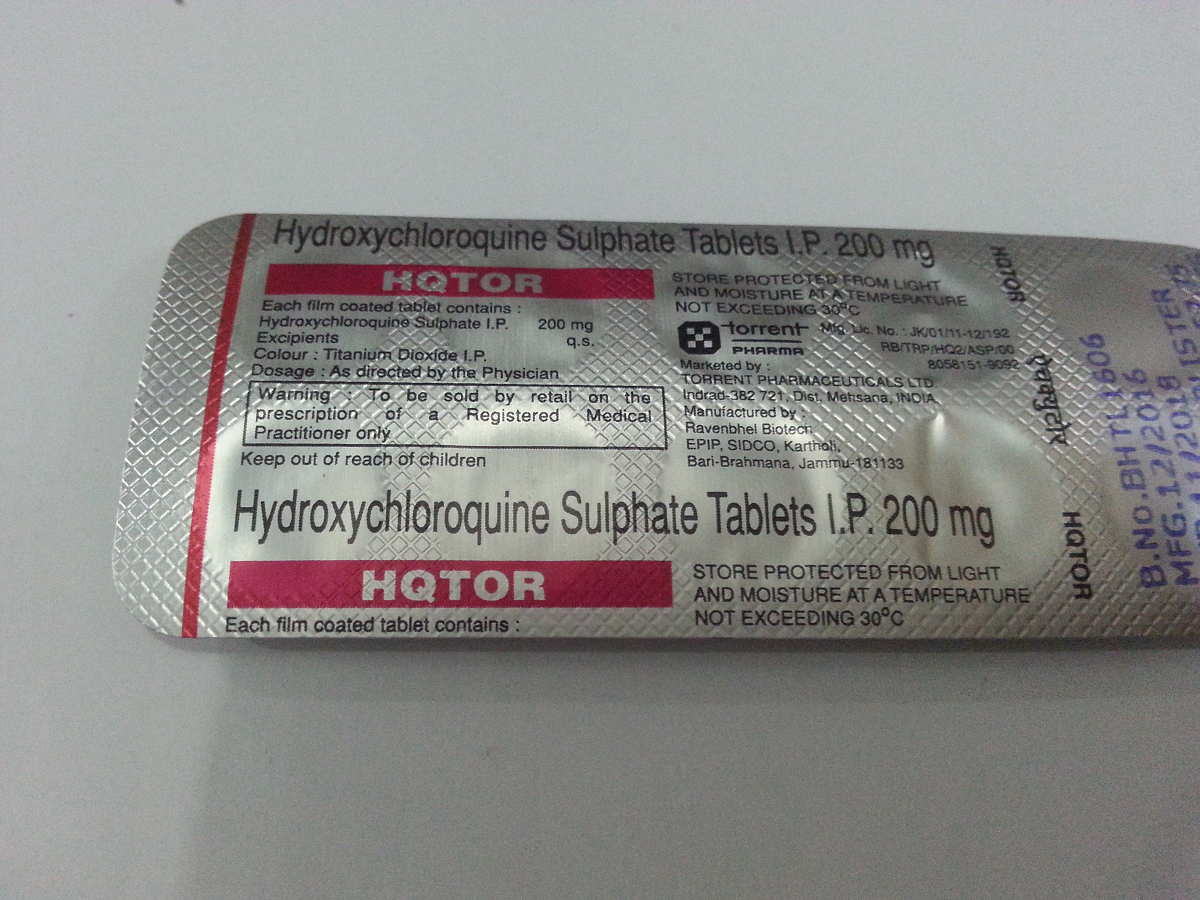 Hydroxychloroquine Sulphate Tablets I.P. 200 mg
HQTOR
Each film coated tablet contains :
Hydroxychloroquine Sulphate I.P. 200 mg
Excipients q.s.
Colour : Titanium Dioxide I.P.
Dosage : As directed by the Physician
Warning : To be sold by retail on the
prescription of a Registered Medical
Practitioner only
Keep out of reach of children
STORE PROTECTED FROM LIGHT
AND MOISTURE AT A TEMPERATURE
NOT EXCEEDING 30°C
torrent
PHARMA
Mfg. Lic. No. : JK/01/11-12/192
RB/TRP/HQ2/ASP/00
8058151-9092
Marketed by :
TORRENT PHARMACEUTICALS LTD.
Indrad-382 721, Dist. Mehsana, INDIA.
Manufactured by :
Ravenbhel Biotech
EPIP, SIDCO, Kartholi,
Bari-Brahmana, Jammu-181133
Hydroxychloroquine Sulphate Tablets I.P. 200 mg
HQTOR
Each film coated tablet contains :
STORE PROTECTED FROM LIGHT
AND MOISTURE AT A TEMPERATURE
NOT EXCEEDING 30°C
HQTOR
एचक्युटोर
HQTOR
B.No.BHTL1606
MFG.12/2016
11/2018